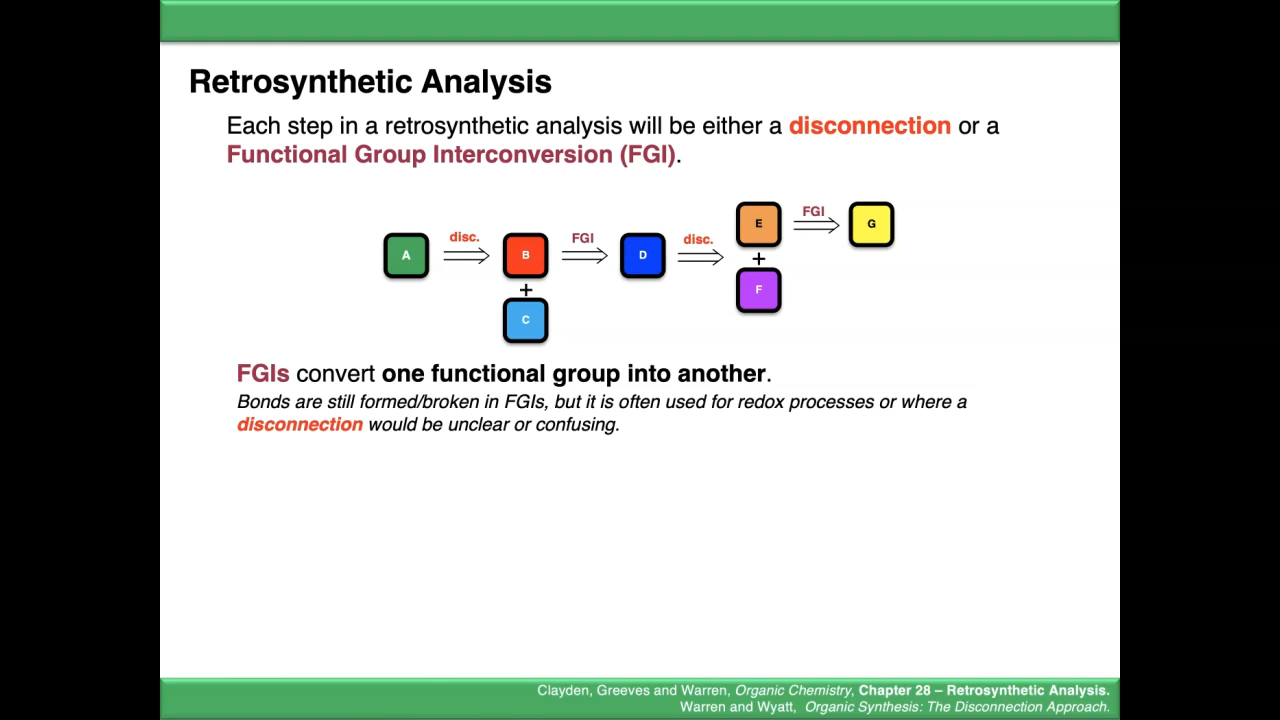 Retrosynthetic Analysis
Each step in a retrosynthetic analysis will be either a disconnection or a
Functional Group Interconversion (FGI).
A
disc.
B
+
C
FGI
D
disc.
E
+
F
FGI
G
FGIs convert one functional group into another.
Bonds are still formed/broken in FGIs, but it is often used for redox processes or where a
disconnection would be unclear or confusing.
Clayden, Greeves and Warren, Organic Chemistry, Chapter 28 – Retrosynthetic Analysis.
Warren and Wyatt, Organic Synthesis: The Disconnection Approach.